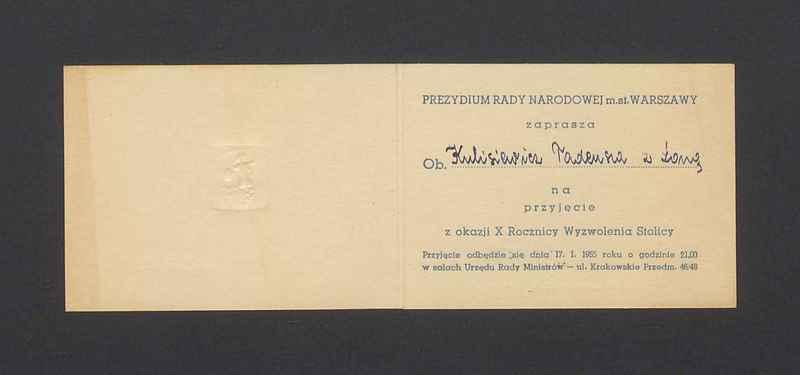 PREZYDIUM RADY NARODOWEJ m.st. WARSZAWY
zaprasza
Ob. Kulisiewicz Tadeusza z Żoną
na
przyjęcie
z okazji X Rocznicy Wyzwolenia Stolicy
Przyjęcie odbędzie się dnia 17. 1. 1955 roku o godzinie 21,00
w salach Urzędu Rady Ministrów — ul. Krakowskie Przedm. 46/48